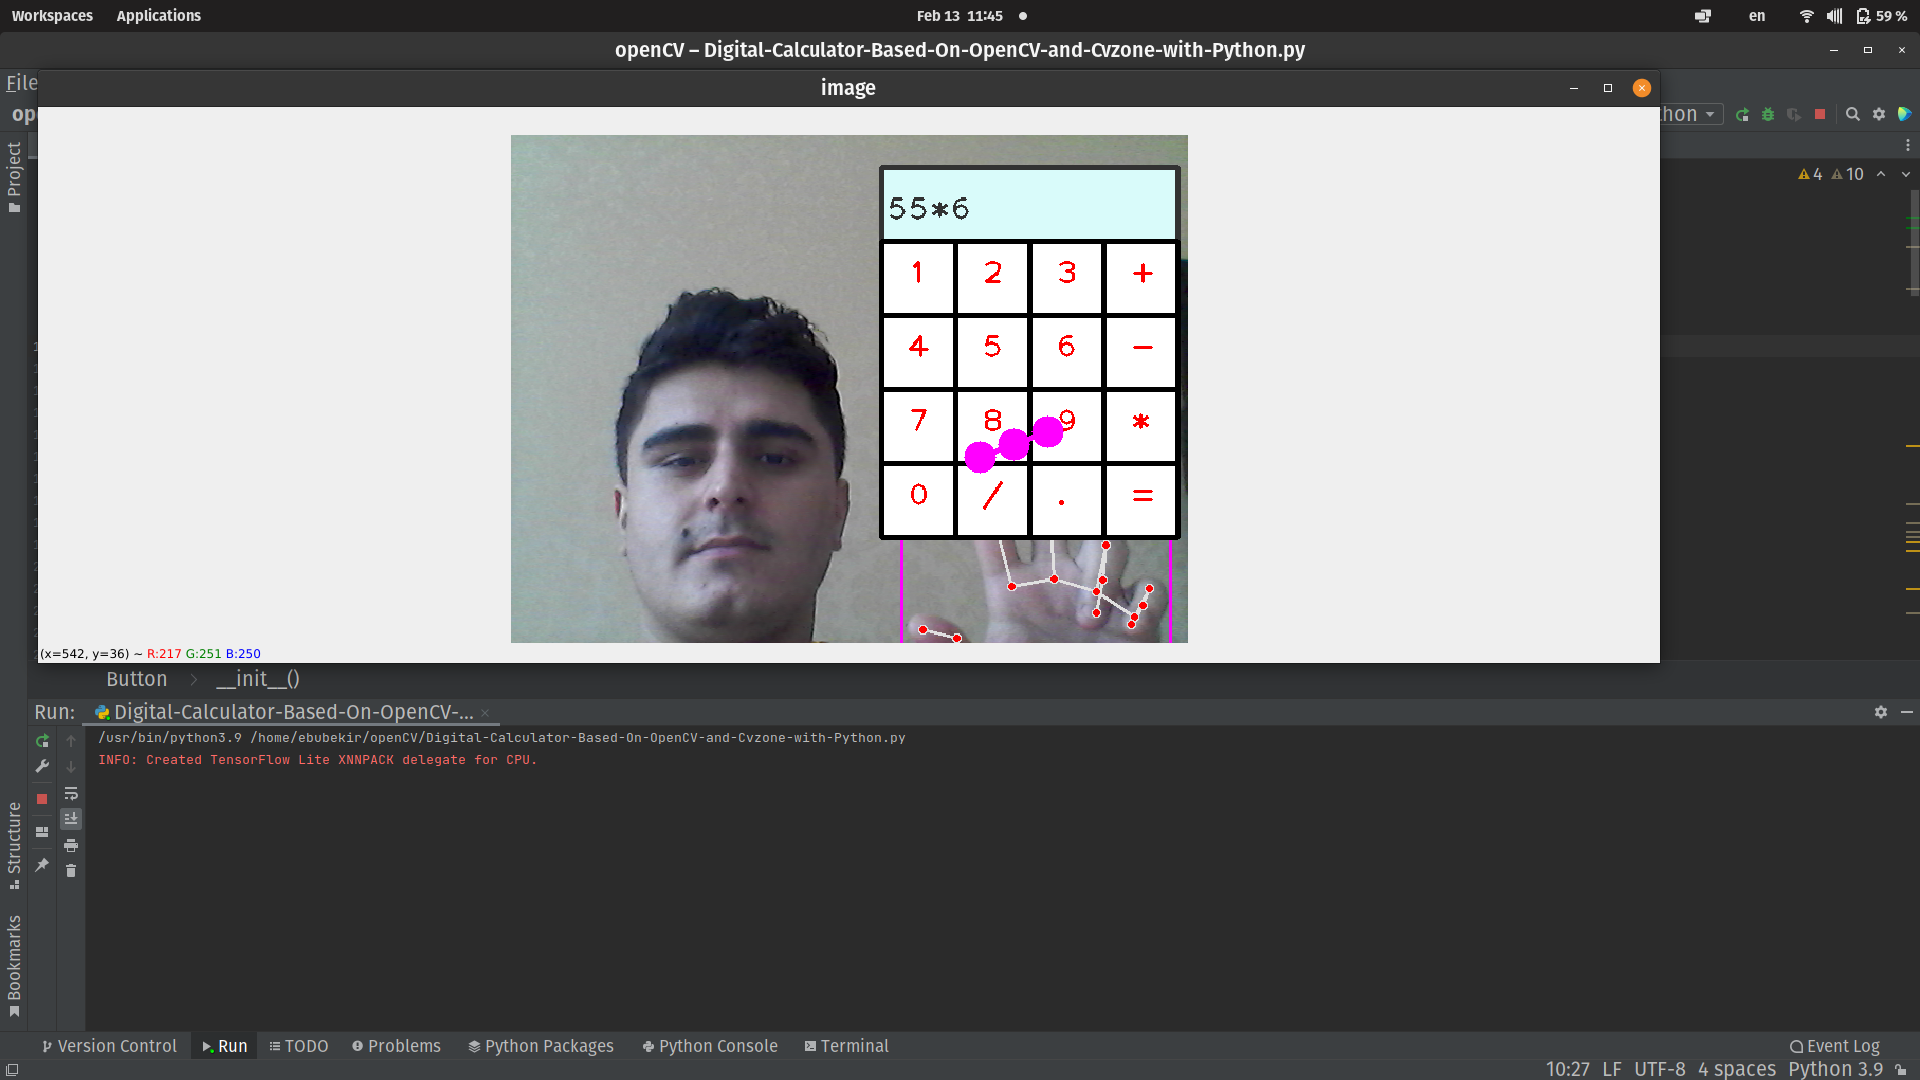 Workspaces Applications Feb 13 11:45 en 59 %
openCV – Digital-Calculator-Based-On-OpenCV-and-Cvzone-with-Python.py
File
image
Project
4 10
55*6
1 2 3 +
4 5 6 -
7 8 9 *
0 / . =
(x=542, y=36) ~ R:217 G:251 B:250
Button __init__()
Run: Digital-Calculator-Based-On-OpenCV-...
/usr/bin/python3.9 /home/ebubekir/openCV/Digital-Calculator-Based-On-OpenCV-and-Cvzone-with-Python.py
INFO: Created TensorFlow Lite XNNPACK delegate for CPU.
Structure
Bookmarks
Version Control Run TODO Problems Python Packages Python Console Terminal Event Log
10:27 LF UTF-8 4 spaces Python 3.9